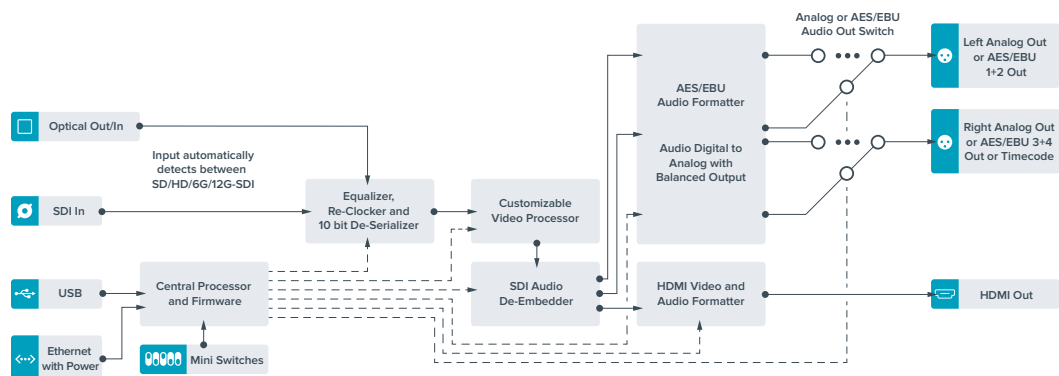 Analog or AES/EBU
Audio Out Switch
Left Analog Out
or AES/EBU
1+2 Out
AES/EBU
Audio Formatter
Optical Out/In
Right Analog Out
or AES/EBU 3+4
Out or Timecode
Input automatically
detects between
SD/HD/6G/12G-SDI
Audio Digital to
Analog with
Balanced Output
SDI In
Equalizer,
Re-Clocker and
10 bit De-Serializer
Customizable
Video Processor
USB
Central Processor
and Firmware
SDI Audio
De-Embedder
HDMI Video and
Audio Formatter
HDMI Out
Ethernet
with Power
Mini Switches